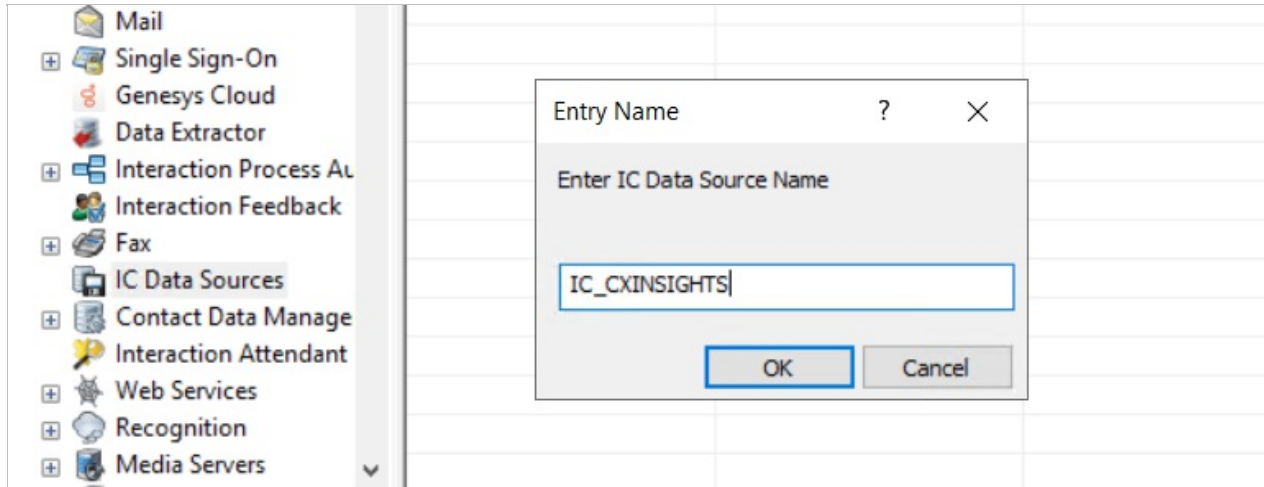 Mail
Single Sign-On
Genesys Cloud
Data Extractor
Interaction Process Au
Interaction Feedback
Fax
IC Data Sources
Contact Data Manage
Interaction Attendant
Web Services
Recognition
Media Servers
Entry Name ?
Enter IC Data Source Name
IC_CXINSIGHTS
OK Cancel